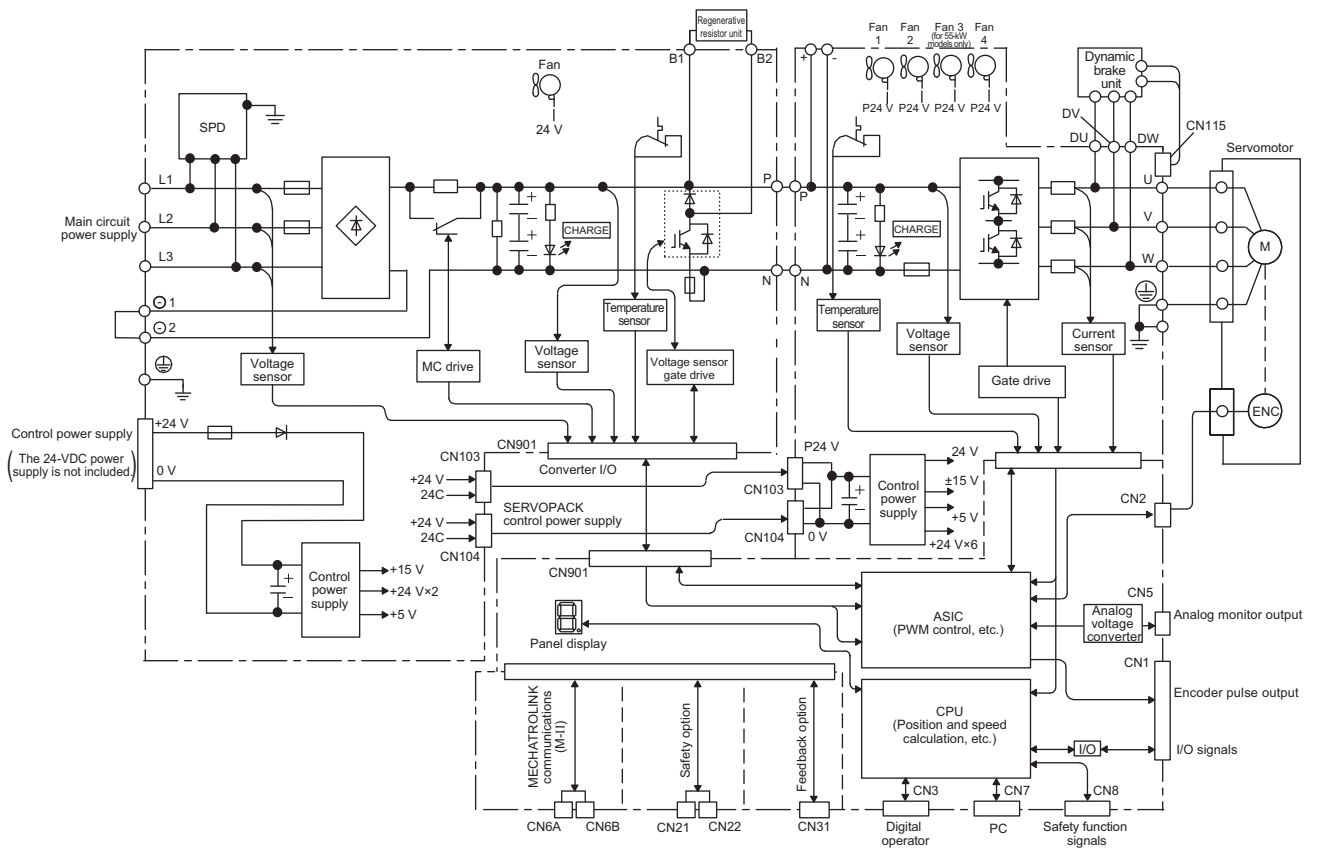 Regenerative
resistor unit
B1
B2
Fan
24 V
Fan
1
Fan
2
Fan 3
(for 55-kW
models only)
Fan
4
P24 V
P24 V
P24 V
P24 V
+
-
Dynamic
brake
unit
DV
DU
DW
CN115
Servomotor
SPD
L1
L2
L3
Main circuit
power supply
P
P
N
N
CHARGE
CHARGE
+
−
+
−
+
−
U
V
W
M
ENC
- 1
- 2
Voltage
sensor
MC drive
Voltage
sensor
Temperature
sensor
Voltage sensor
gate drive
Temperature
sensor
Voltage
sensor
Gate drive
Current
sensor
Control power supply
(The 24-VDC power
supply is not included.)
+24 V
0 V
CN901
Converter I/O
CN103
+24 V
24C
+24 V
24C
CN104
SERVOPACK
control power supply
P24 V
CN103
CN104
0 V
+
−
Control
power
supply
24 V
±15 V
+5 V
+24 V×6
CN2
+
−
Control
power
supply
+15 V
+24 V×2
+5 V
CN901
Panel display
ASIC
(PWM control, etc.)
CPU
(Position and speed
calculation, etc.)
Analog
voltage
converter
CN5
Analog monitor output
CN1
Encoder pulse output
I/O
I/O signals
MECHATROLINK
communications
(M-II)
Safety option
Feedback option
CN6A
CN6B
CN21
CN22
CN31
CN3
Digital
operator
CN7
PC
CN8
Safety function
signals